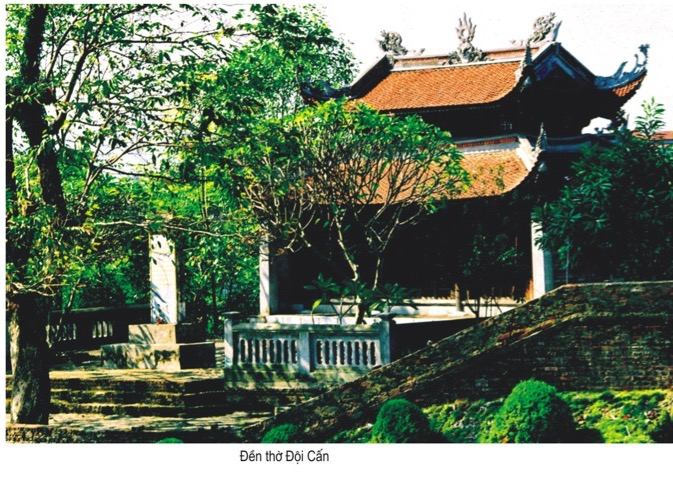 Đền thờ Đội Cấn